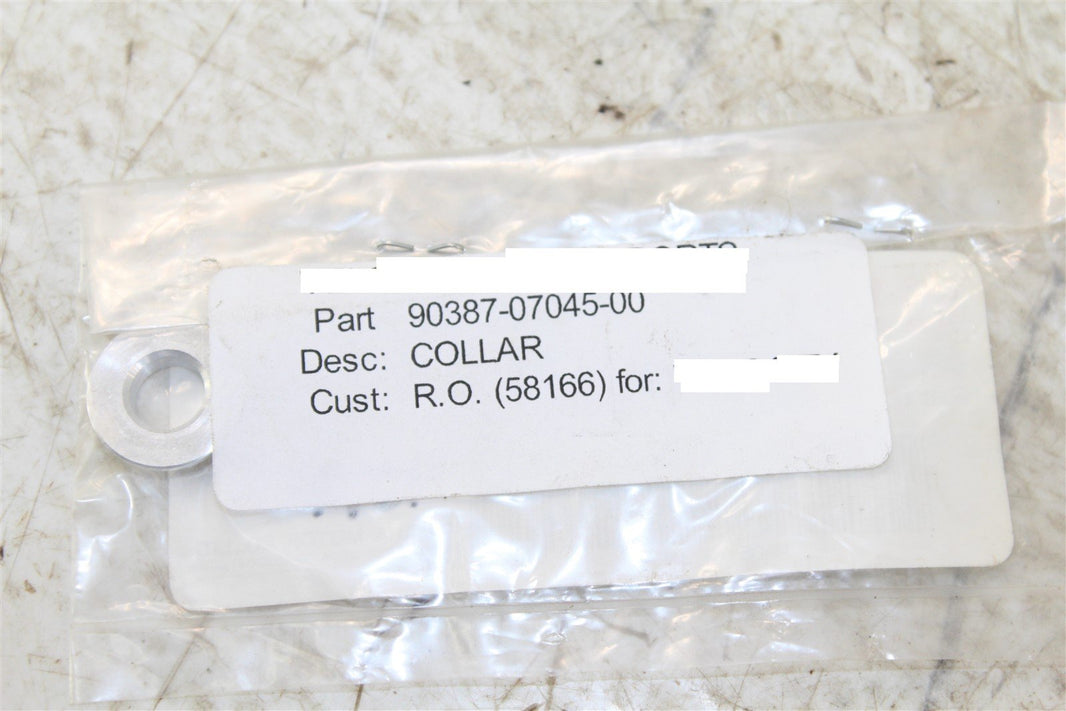 Part 90387-07045-00
Desc: COLLAR
Cust: R.O. (58166) for: